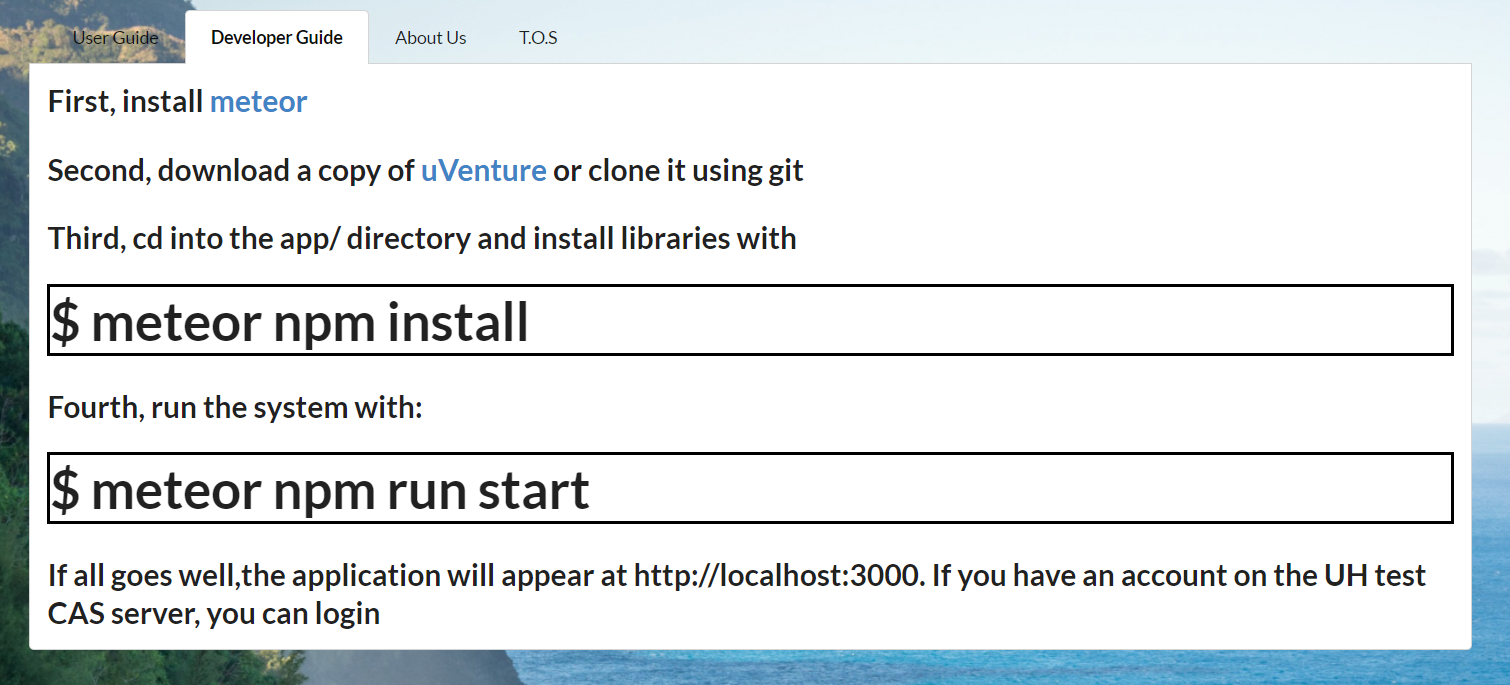 User Guide Developer Guide About Us T.O.S
First, install meteor
Second, download a copy of uVenture or clone it using git
Third, cd into the app/ directory and install libraries with
$ meteor npm install
Fourth, run the system with:
$ meteor npm run start
If all goes well,the application will appear at http://localhost:3000. If you have an account on the UH test
CAS server, you can login